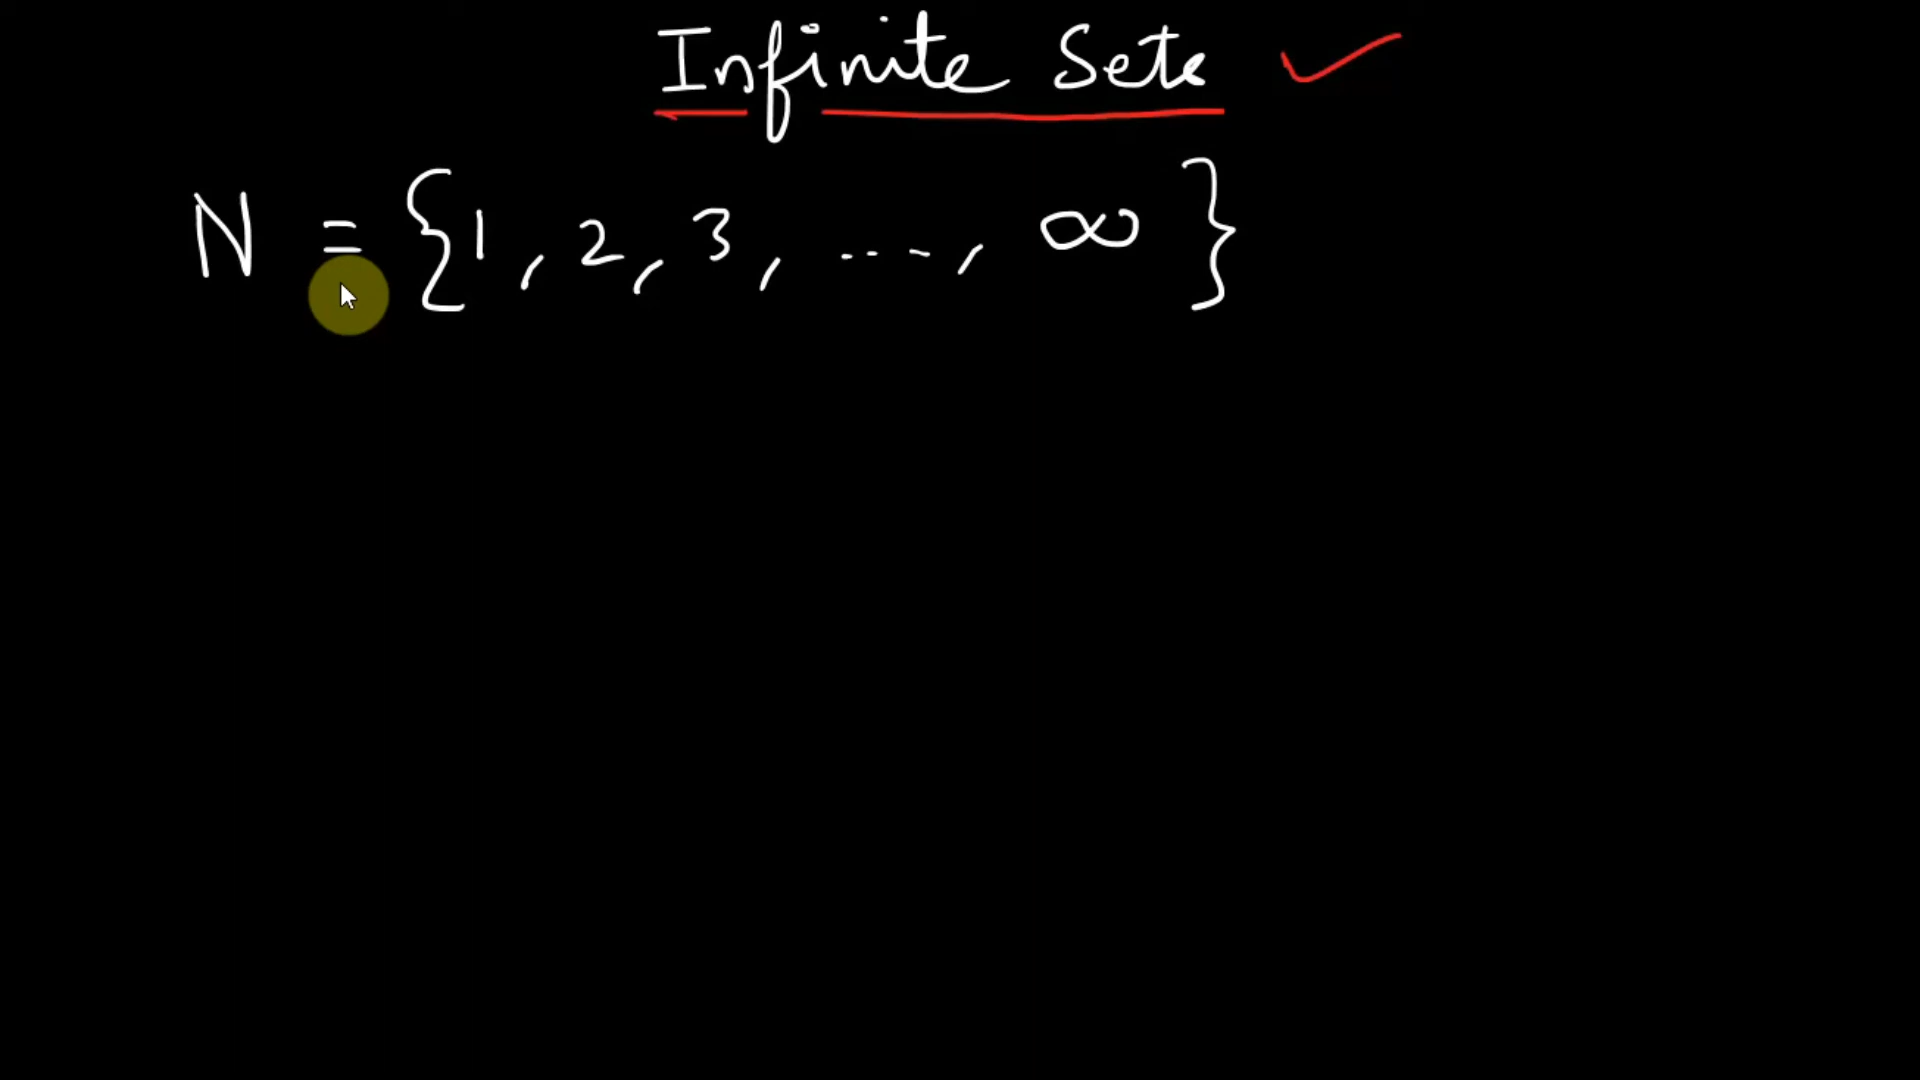 Infinite Sets ✓
N = {1, 2, 3, ..., ∞}